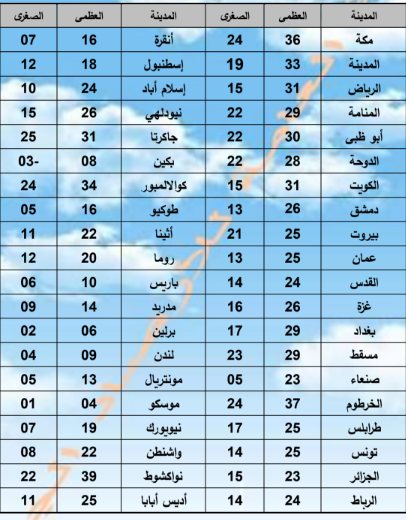 المدينة العظمى الصغرى المدينة العظمى الصغرى
مكة 36 24 أنقرة 16 07
المدينة 33 19 إسطنبول 18 12
الرياض 31 15 إسلام أباد 24 10
المنامة 29 22 نيودلهي 26 15
أبو ظبى 30 22 جاكرتا 31 25
الدوحة 28 22 بكين 08 03-
الكويت 31 15 كوالالمبور 34 24
دمشق 26 13 طوكيو 16 05
بيروت 25 21 أثينا 22 11
عمان 25 13 روما 20 12
القدس 24 14 باريس 10 06
غزة 26 16 مدريد 14 09
بغداد 29 17 برلين 06 02
مسقط 29 23 لندن 09 04
صنعاء 23 05 مونتريال 13 05
الخرطوم 37 24 موسكو 04 01
طرابلس 25 17 نيويورك 19 07
تونس 25 14 واشنطن 22 08
الجزائر 23 15 نواكشوط 39 22
الرباط 24 14 أديس أبابا 25 11